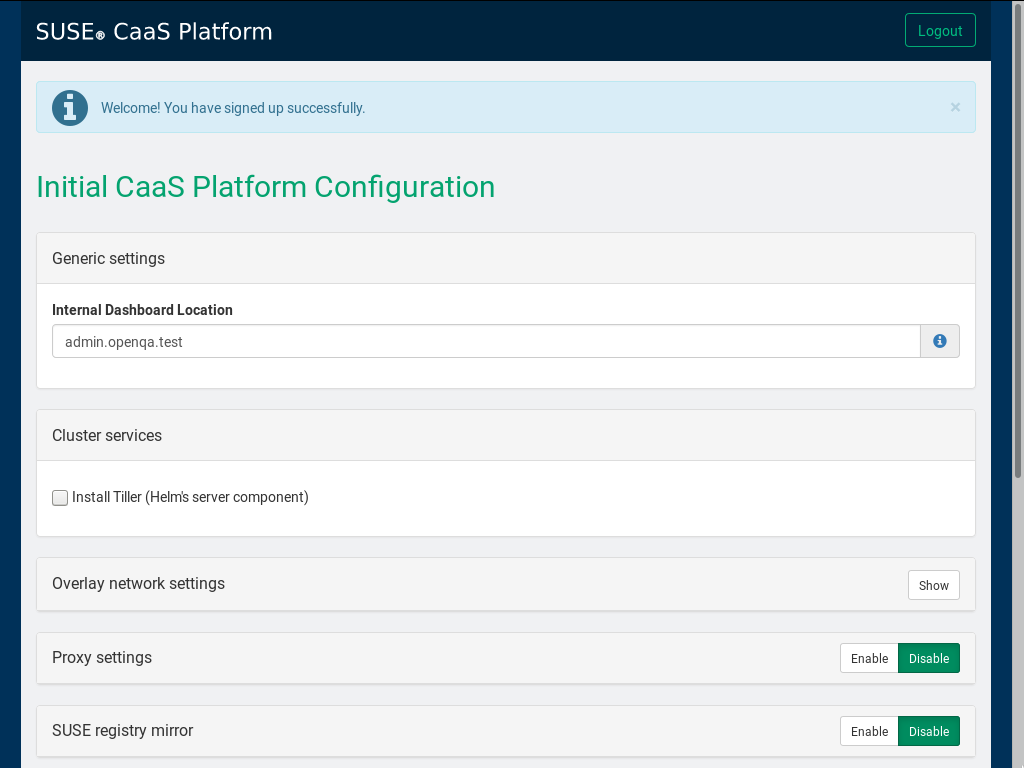 SUSE® CaaS Platform
Logout
Welcome! You have signed up successfully.
×
Initial CaaS Platform Configuration
Generic settings
Internal Dashboard Location
admin.openqa.test
Cluster services
Install Tiller (Helm's server component)
Overlay network settings
Show
Proxy settings
Enable Disable
SUSE registry mirror
Enable Disable